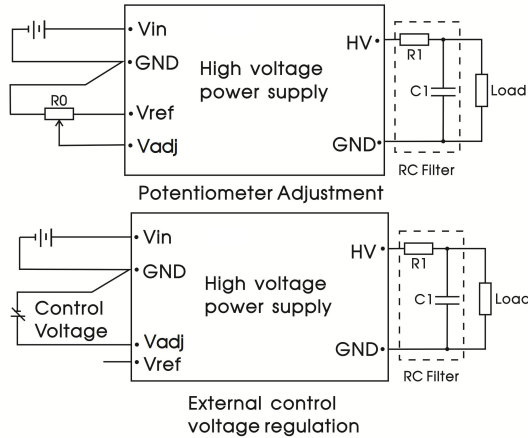 Vin
GND
R0
Vref
Vadj
High voltage
power supply
HV
GND
R1
C1
Load
RC Filter
Potentiometer Adjustment
Vin
GND
Control
Voltage
Vadj
Vref
High voltage
power supply
HV
GND
R1
C1
Load
RC Filter
External control
voltage regulation